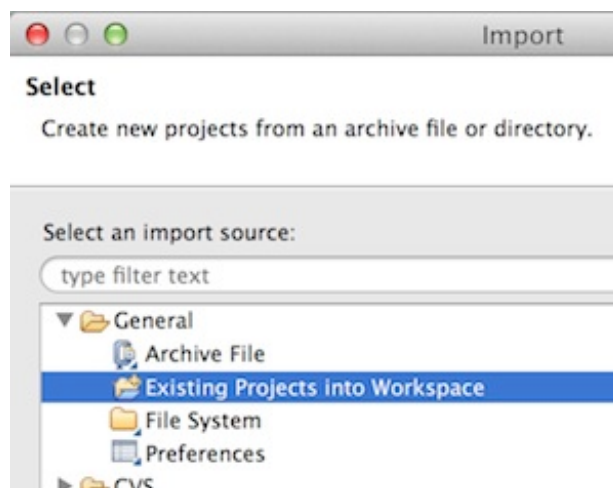 Import
Select
Create new projects from an archive file or directory.
Select an import source:
type filter text
General
Archive File
Existing Projects into Workspace
File System
Preferences
CVS